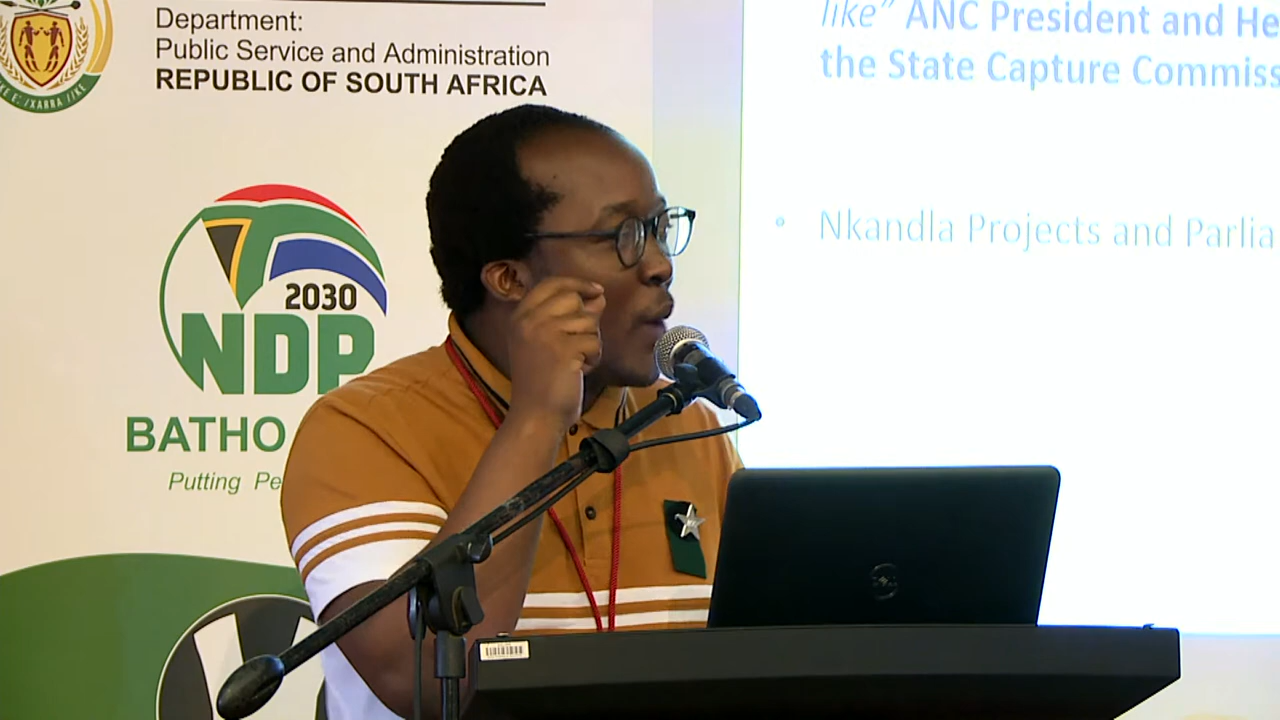 Department:
Public Service and Administration
REPUBLIC OF SOUTH AFRICA
2030
NDP
BATHO
Putting Pe
like" ANC President and He
the State Capture Commiss
Nkandla Projects and Parlia